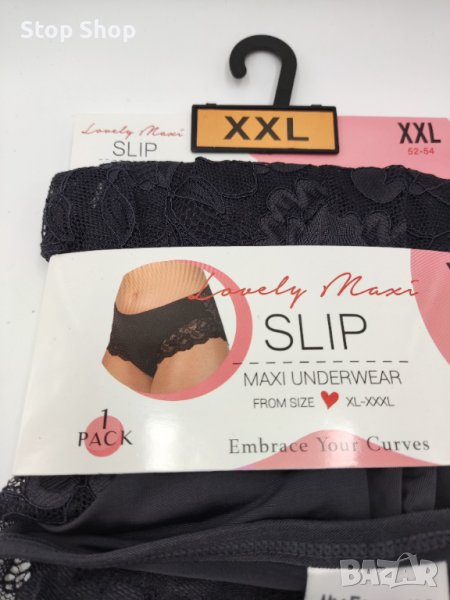 Stop Shop
XXL
Lovely Maxi
SLIP
XXL
52-54
Lovely Maxi
SLIP
MAXI UNDERWEAR
FROM SIZE ❤ XL-XXXL
1
PACK
Embrace Your Curves
BAZAR